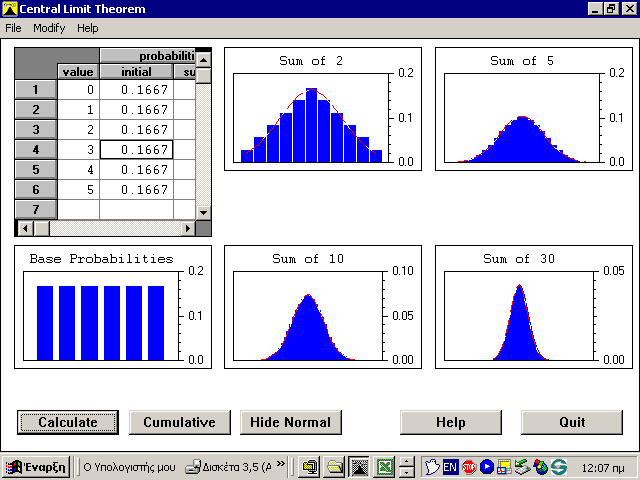 Central Limit Theorem
File Modify Help
probabiliti
value initial su
1 0 0.1667
2 1 0.1667
3 2 0.1667
4 3 0.1667
5 4 0.1667
6 5 0.1667
7
Sum of 2
0.2
0.1
0.0
Sum of 5
0.2
0.1
0.0
Base Probabilities
0.2
0.1
0.0
Sum of 10
0.10
0.05
0.00
Sum of 30
0.05
0.00
Calculate Cumulative Hide Normal Help Quit
Έναρξη Ο Υπολογιστής μου Δισκέτα 3,5 (A » EN STOP 12:07 πμ